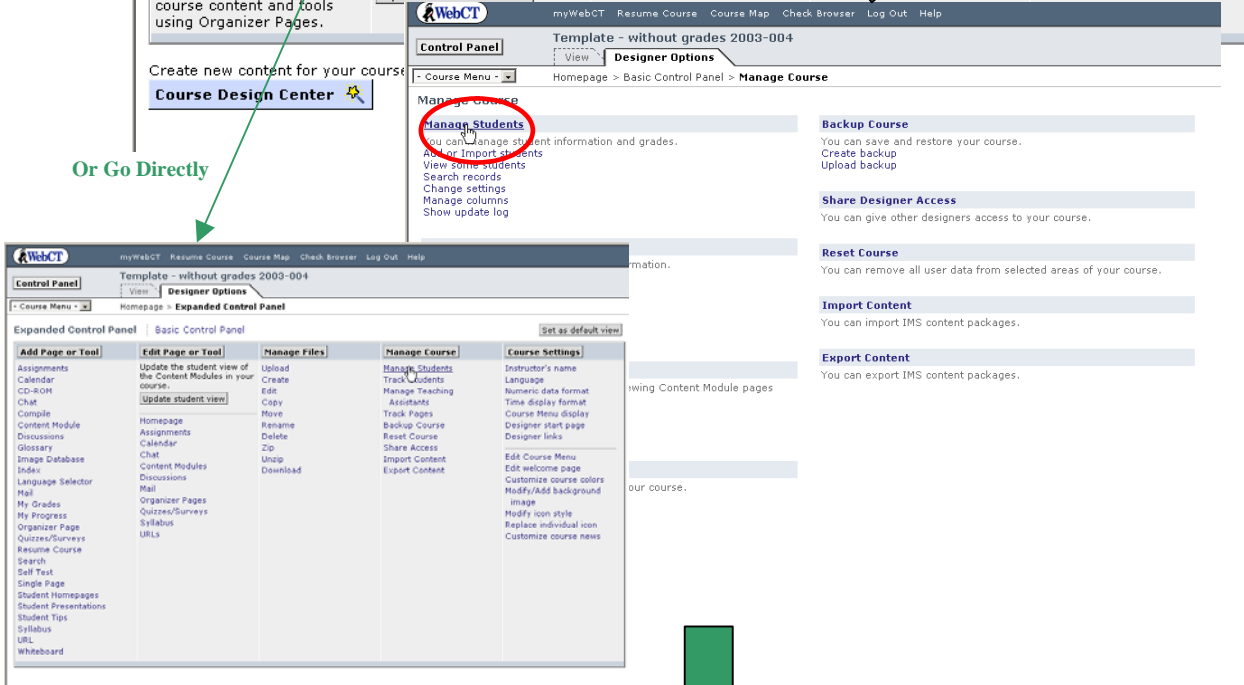 course content and tools
using Organizer Pages.
Create new content for your course
Course Design Center
Or Go Directly
WebCT
myWebCT Resume Course Course Map Check Browser Log Out Help
Control Panel
Template - without grades 2003-004
View Designer Options
- Course Menu -
Homepage > Basic Control Panel > Manage Course
Manage Course
Manage Students
You can manage student information and grades.
Add or Import students
View some students
Search records
Change settings
Manage columns
Show update log
rmation.
ewing Content Module pages
our course.
Backup Course
You can save and restore your course.
Create backup
Upload backup
Share Designer Access
You can give other designers access to your course.
Reset Course
You can remove all user data from selected areas of your course.
Import Content
You can import IMS content packages.
Export Content
You can export IMS content packages.
WebCT
myWebCT Resume Course Course Map Check Browser Log Out Help
Control Panel
Template - without grades 2003-004
View Designer Options
- Course Menu -
Homepage > Expanded Control Panel
Expanded Control Panel Basic Control Panel
Set as default view
Add Page or Tool
Assignments
Calendar
CD-ROM
Chat
Compile
Content Module
Discussions
Glossary
Image Database
Index
Language Selector
Mail
My Grades
My Progress
Organizer Page
Quizzes/Surveys
Resume Course
Search
Self Test
Single Page
Student Homepages
Student Presentations
Student Tips
Syllabus
URL
Whiteboard
Edit Page or Tool
Update the student view of
the Content Modules in your
course.
Update student view
Homepage
Assignments
Calendar
Chat
Content Modules
Discussions
Mail
Organizer Pages
Quizzes/Surveys
Syllabus
URLs
Manage Files
Upload
Create
Edit
Copy
Move
Rename
Delete
Zip
Unzip
Download
Manage Course
Manage Students
Track Students
Manage Teaching
Assistants
Track Pages
Backup Course
Reset Course
Share Access
Import Content
Export Content
Course Settings
Instructor's name
Language
Numeric data format
Time display format
Course Menu display
Designer start page
Designer links
Edit Course Menu
Edit welcome page
Customize course colors
Modify/Add background
image
Modify icon style
Replace individual icon
Customize course news